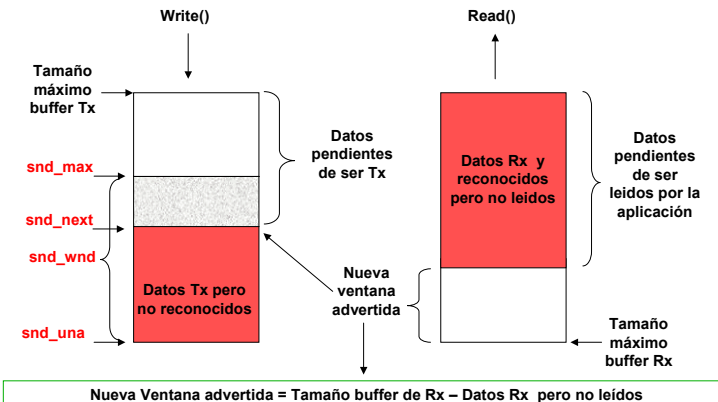 Write()
Read()
Tamaño
máximo
buffer Tx
Datos
pendientes
de ser Tx
snd_max
snd_next
snd_wnd
snd_una
Datos Tx pero
no reconocidos
Datos Rx y
reconocidos
pero no leidos
Datos
pendientes
de ser
leidos por la
aplicación
Nueva
ventana
advertida
Tamaño
máximo
buffer Rx
Nueva Ventana advertida = Tamaño buffer de Rx – Datos Rx pero no leídos